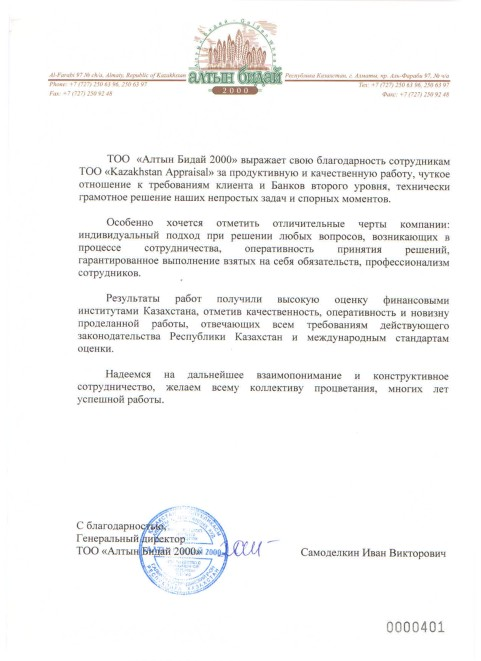 АЛТЫН БИДАЙ
2000
Al-Farabi 97 № ch/a, Almaty, Republic of Kazakhstan
Phone: +7 (727) 250 63 96, 250 63 97
Fax: +7 (727) 250 92 48
Республика Казахстан, г. Алматы, пр. Аль-Фараби 97, № ч/а
Тел: +7 (727) 250 63 96, 250 63 97
Факс: +7 (727) 250 92 48
ТОО «Алтын Бидай 2000» выражает свою благодарность сотрудникам
ТОО «Kazakhstan Appraisal» за продуктивную и качественную работу, чуткое
отношение к требованиям клиента и Банков второго уровня, технически
грамотное решение наших непростых задач и спорных моментов.
Особенно хочется отметить отличительные черты компании:
индивидуальный подход при решении любых вопросов, возникающих в
процессе сотрудничества, оперативность принятия решений,
гарантированное выполнение взятых на себя обязательств, профессионализм
сотрудников.
Результаты работ получили высокую оценку финансовыми
институтами Казахстана, отметив качественность, оперативность и новизну
проделанной работы, отвечающих всем требованиям действующего
законодательства Республики Казахстан и международным стандартам
оценки.
Надеемся на дальнейшее взаимопонимание и конструктивное
сотрудничество, желаем всему коллективу процветания, многих лет
успешной работы.
С благодарностью,
Генеральный директор
ТОО «Алтын Бидай 2000»
Самоделкин Иван Викторович
0000401